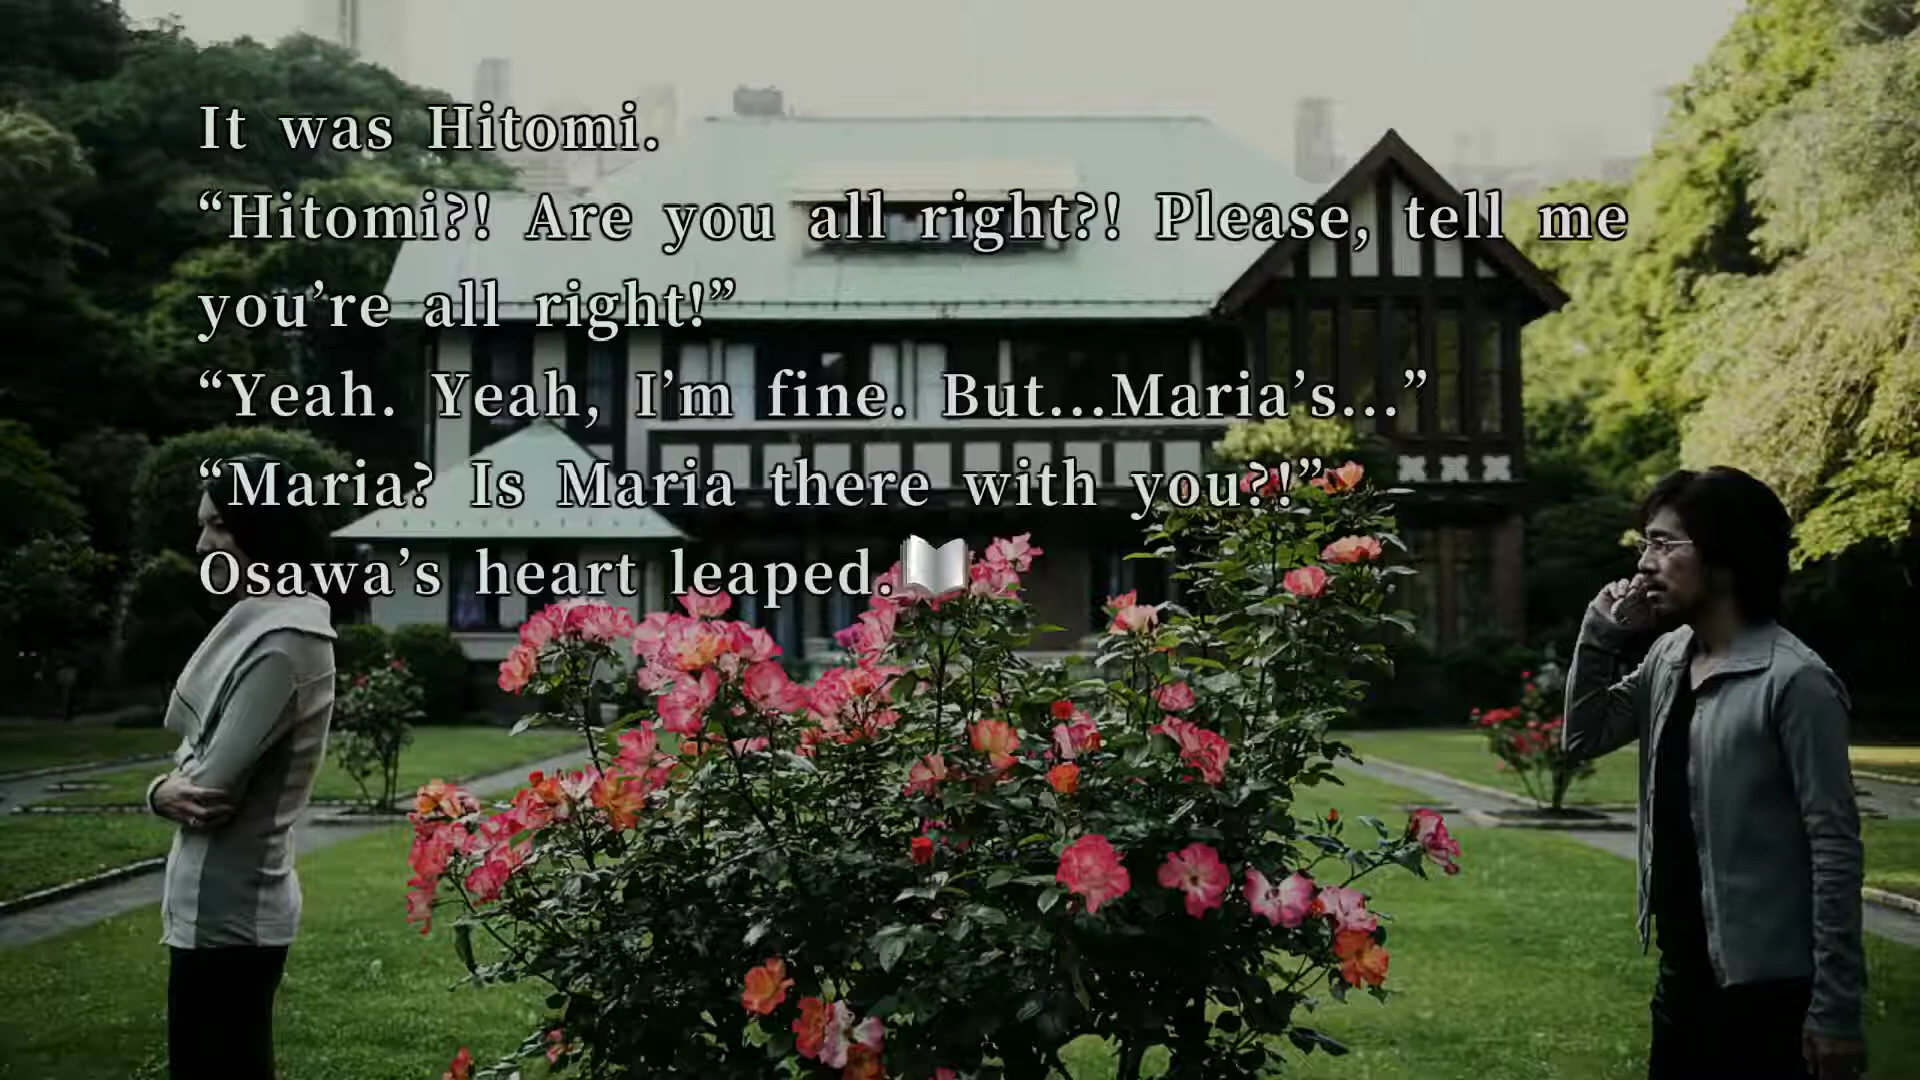 It was Hitomi.
“Hitomi?! Are you all right?! Please, tell me
you’re all right!”
“Yeah. Yeah, I’m fine. But...Maria’s...”
“Maria? Is Maria there with you?!”
Osawa’s heart leaped.